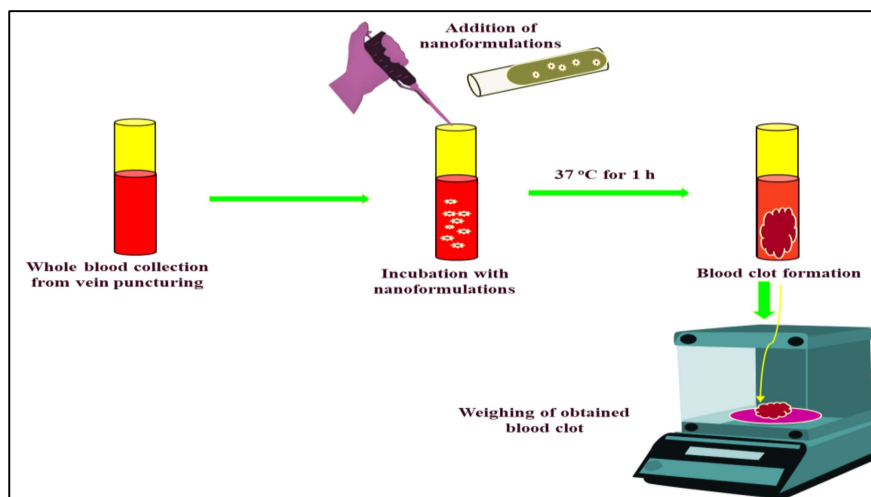 Addition of
nanoformulations
37 °C for 1 h
Whole blood collection
from vein puncturing
Incubation with
nanoformulations
Blood clot formation
Weighing of obtained
blood clot